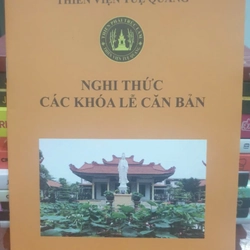 THIỀN VIỆN TUỆ QUANG
NGHI THỨC
CÁC KHÓA LỄ CĂN BẢN